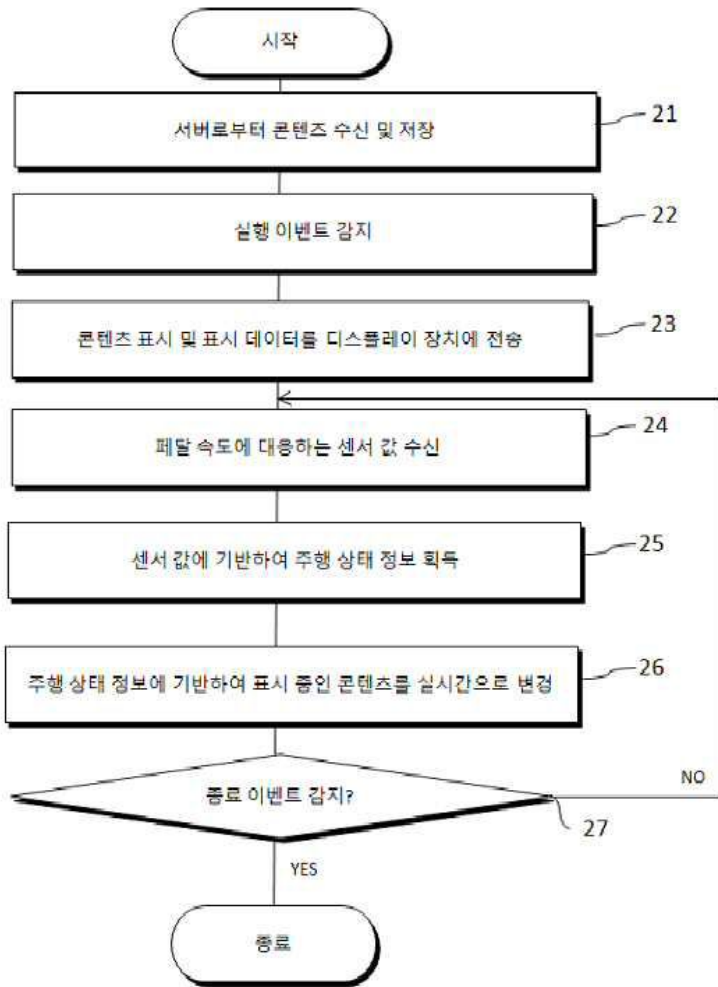 시작
서버로부터 콘텐츠 수신 및 저장
21
실행 이벤트 감지
22
콘텐츠 표시 및 표시 데이터를 디스플레이 장치에 전송
23
페달 속도에 대응하는 센서 값 수신
24
센서 값에 기반하여 주행 상태 정보 획득
25
주행 상태 정보에 기반하여 표시 중인 콘텐츠를 실시간으로 변경
26
종료 이벤트 감지?
NO
27
YES
종료